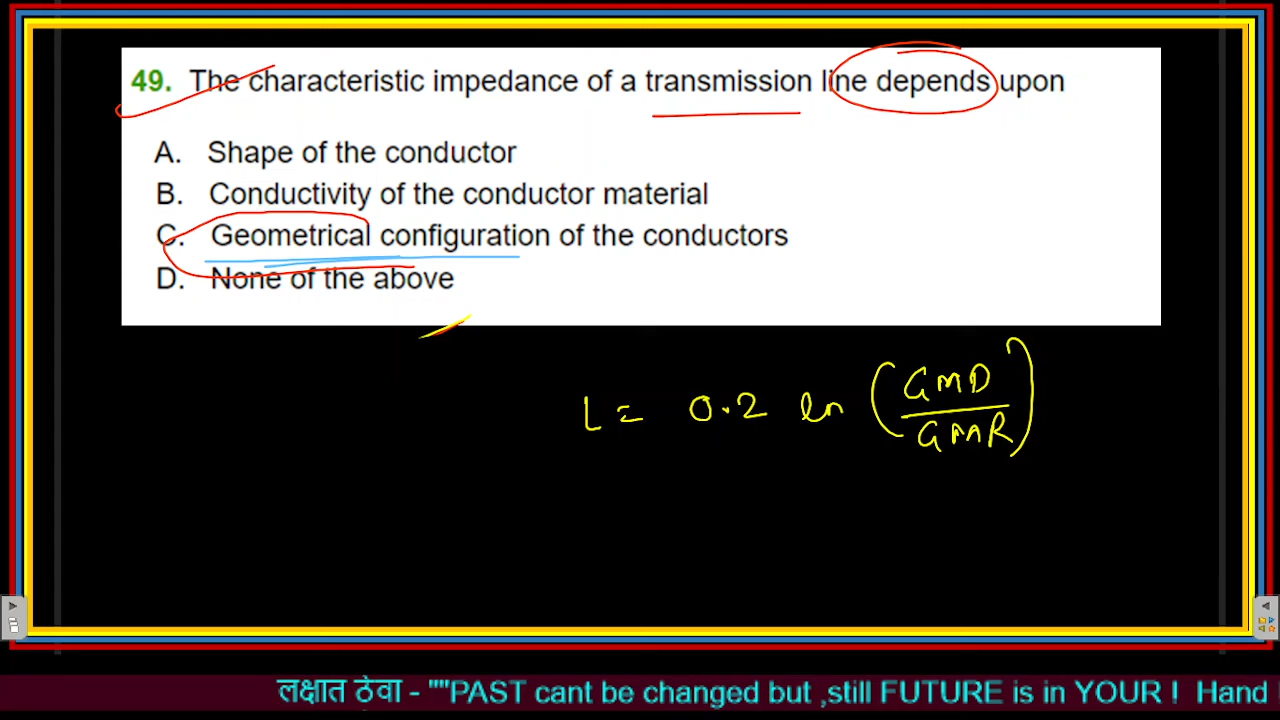 49. The characteristic impedance of a transmission line depends upon
A. Shape of the conductor
B. Conductivity of the conductor material
C. Geometrical configuration of the conductors
D. None of the above
L = 0.2 ln (GMD/GMR)
लक्षात ठेवा - ""PAST cant be changed but ,still FUTURE is in YOUR ! Hand